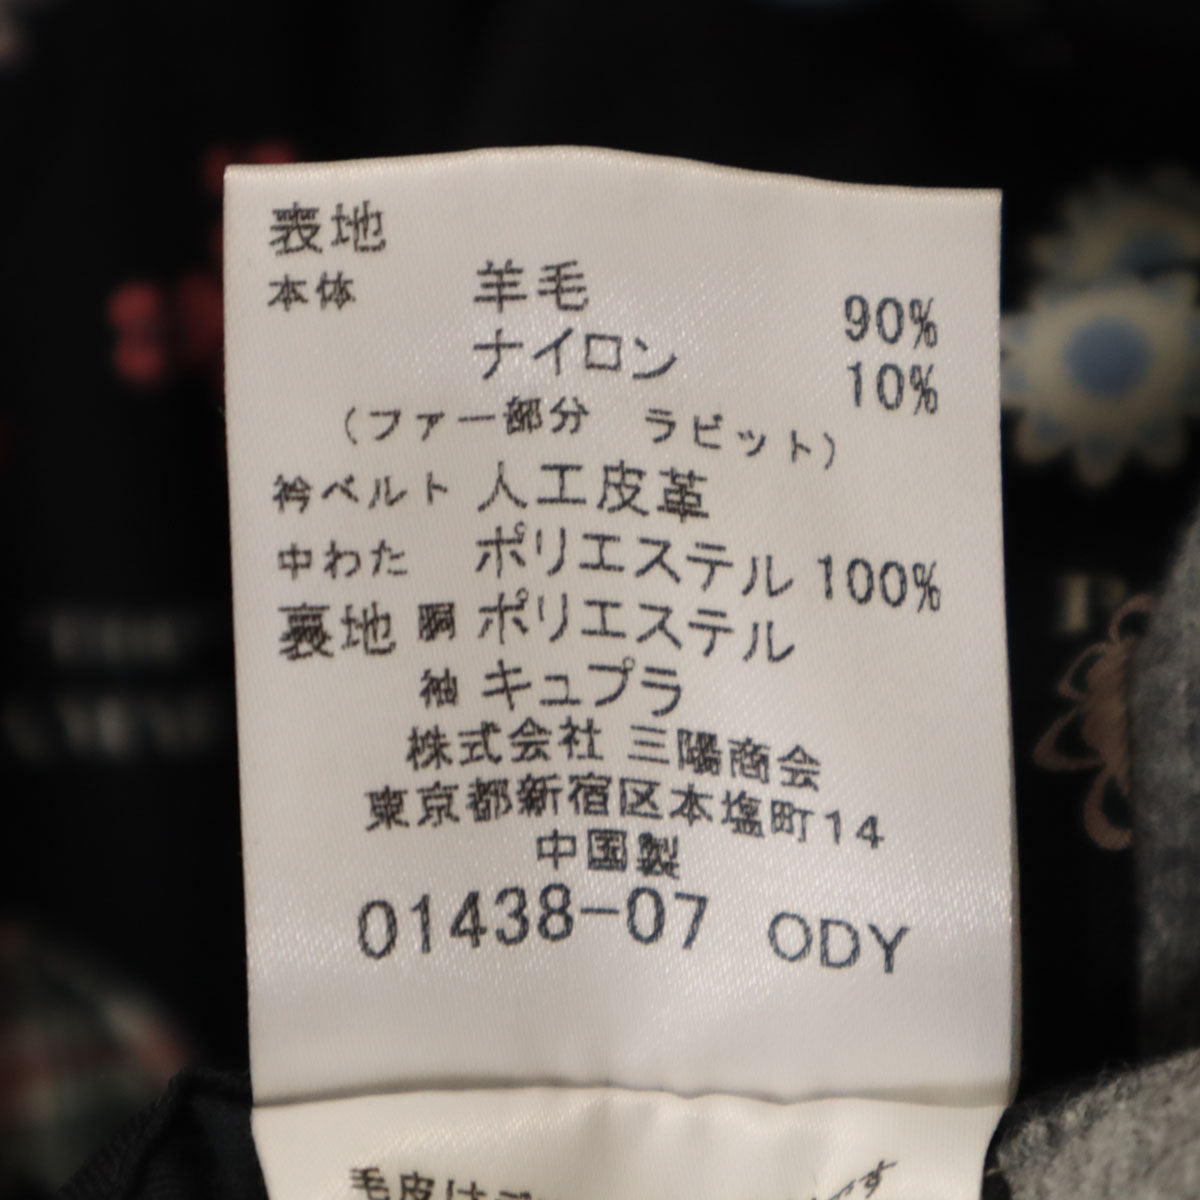 表地
本体 羊毛 90%
ナイロン 10%
(ファー部分 ラビット)
衿ベルト 人工皮革
中わた ポリエステル 100%
裏地 胴 ポリエステル
袖 キュプラ
株式会社 三陽商会
東京都新宿区本塩町14
中国製
01438-07 ODY
毛皮は